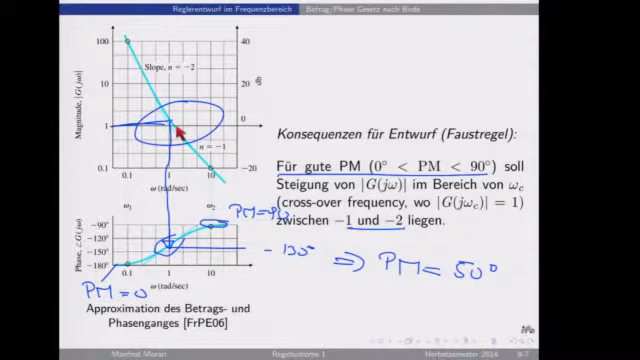 Reglerentwurf im Frequenzbereich
Betrag/Phase Gesetz nach Bode
100
10
1
0.1
Magnitude, |G(jω)|
Slope, n = −2
n = −1
40
20
0
−20
db
0.1
1
10
ω (rad/sec)
ω₁
ω₂
PM=90
−90°
−120°
−150°
−180°
Phase, ∠G(jω)
0.1
1
10
ω (rad/sec)
PM=0
Approximation des Betrags- und
Phasenganges [FrPE06]
Konsequenzen für Entwurf (Faustregel):
Für gute PM (0° < PM < 90°) soll
Steigung von |G(jω)| im Bereich von ωc
(cross-over frequency, wo |G(jωc)| = 1)
zwischen −1 und −2 liegen.
−130° ⇒ PM = 50°
Manfred Morari
Regelsysteme 1
Herbstsemester 2014
8-7